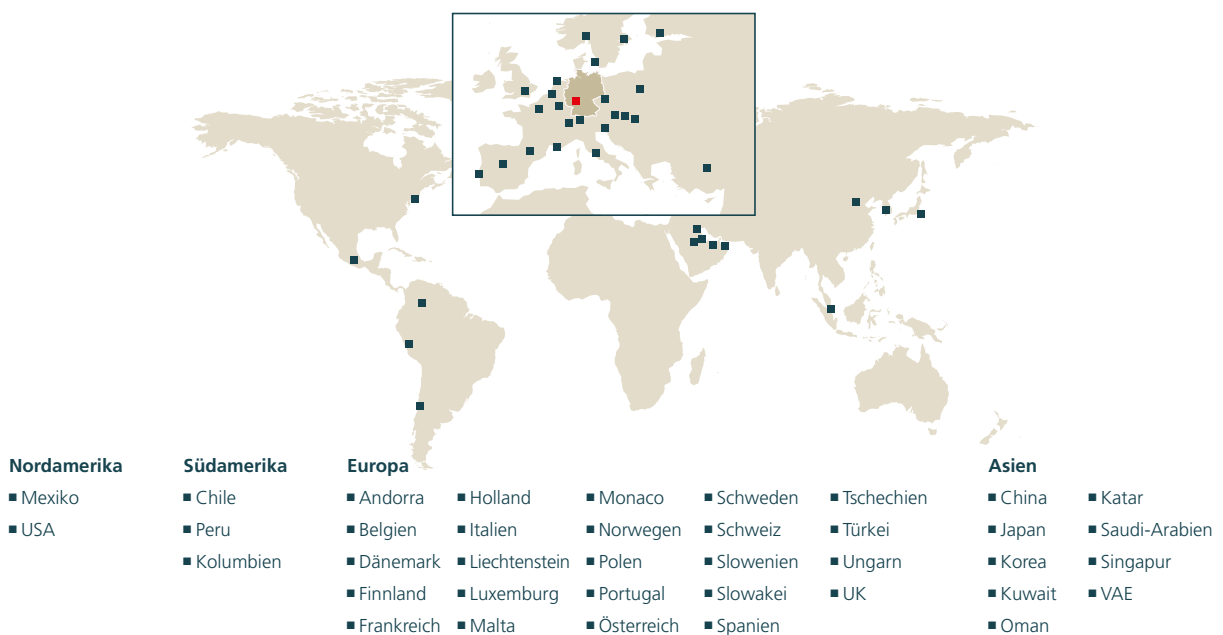 Nordamerika
■ Mexiko
■ USA
Südamerika
■ Chile
■ Peru
■ Kolumbien
Europa
■ Andorra
■ Belgien
■ Dänemark
■ Finnland
■ Frankreich
■ Holland
■ Italien
■ Liechtenstein
■ Luxemburg
■ Malta
■ Monaco
■ Norwegen
■ Polen
■ Portugal
■ Österreich
■ Schweden
■ Schweiz
■ Slowenien
■ Slowakei
■ Spanien
■ Tschechien
■ Türkei
■ Ungarn
■ UK
Asien
■ China
■ Japan
■ Korea
■ Kuwait
■ Oman
■ Katar
■ Saudi-Arabien
■ Singapur
■ VAE